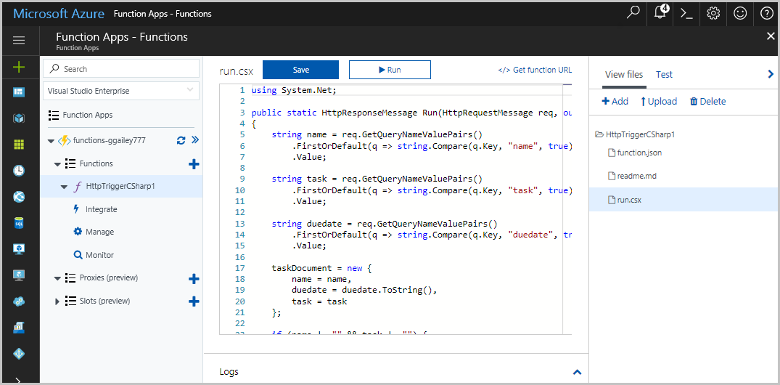 Microsoft Azure Function Apps - Functions
4
Function Apps - Functions
Function Apps
Search
Visual Studio Enterprise
Function Apps
functions-ggailey777
Functions
HttpTriggerCSharp1
Integrate
Manage
Monitor
Proxies (preview)
Slots (preview)
run.csx
Save
Run
</> Get function URL
1 using System.Net;
2
3 public static HttpResponseMessage Run(HttpRequestMessage req, ou
4 {
5 string name = req.GetQueryNameValuePairs()
6 .FirstOrDefault(q => string.Compare(q.Key, "name", true)
7 .Value;
8
9 string task = req.GetQueryNameValuePairs()
10 .FirstOrDefault(q => string.Compare(q.Key, "task", true)
11 .Value;
12
13 string duedate = req.GetQueryNameValuePairs()
14 .FirstOrDefault(q => string.Compare(q.Key, "duedate", tr
15 .Value;
16
17 taskDocument = new {
18 name = name,
19 duedate = duedate.ToString(),
20 task = task
21 };
22
Logs
View files Test
Add Upload Delete
HttpTriggerCSharp1
function.json
readme.md
run.csx